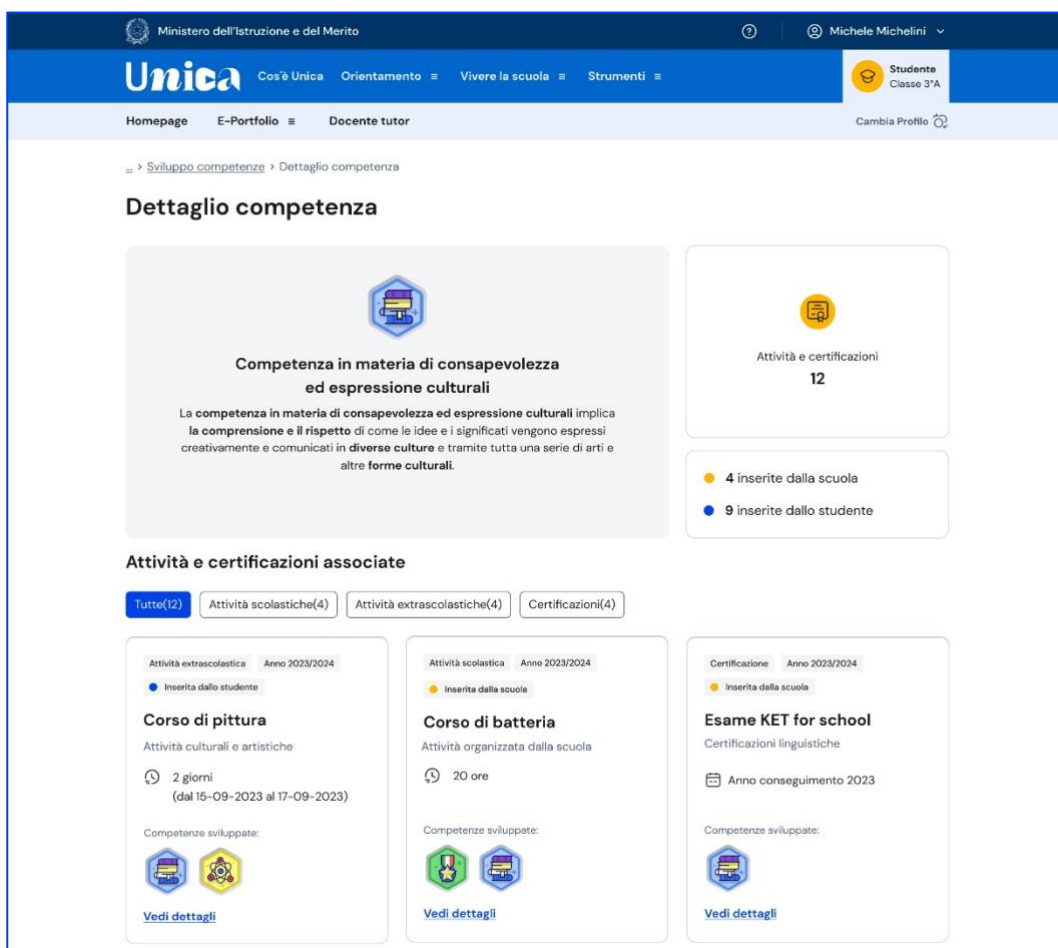 Ministero dell'Istruzione e del Merito
Michele Michelini
Unica
Cos'è Unica
Orientamento
Vivere la scuola
Strumenti
Studente
Classe 3ªA
Homepage
E-Portfolio
Docente tutor
Cambia Profilo
... > Sviluppo competenze > Dettaglio competenza
Dettaglio competenza
Competenza in materia di consapevolezza
ed espressione culturali
La competenza in materia di consapevolezza ed espressione culturali implica
la comprensione e il rispetto di come le idee e i significati vengono espressi
creativamente e comunicati in diverse culture e tramite tutta una serie di arti e
altre forme culturali.
Attività e certificazioni
12
4 inserite dalla scuola
9 inserite dallo studente
Attività e certificazioni associate
Tutte(12)
Attività scolastiche(4)
Attività extrascolastiche(4)
Certificazioni(4)
Attività extrascolastica Anno 2023/2024
Inserita dallo studente
Corso di pittura
Attività culturali e artistiche
2 giorni
(dal 15-09-2023 al 17-09-2023)
Competenze sviluppate:
Vedi dettagli
Attività scolastica Anno 2023/2024
Inserita dalla scuola
Corso di batteria
Attività organizzata dalla scuola
20 ore
Competenze sviluppate:
Vedi dettagli
Certificazione Anno 2023/2024
Inserita dalla scuola
Esame KET for school
Certificazioni linguistiche
Anno conseguimento 2023
Competenze sviluppate:
Vedi dettagli